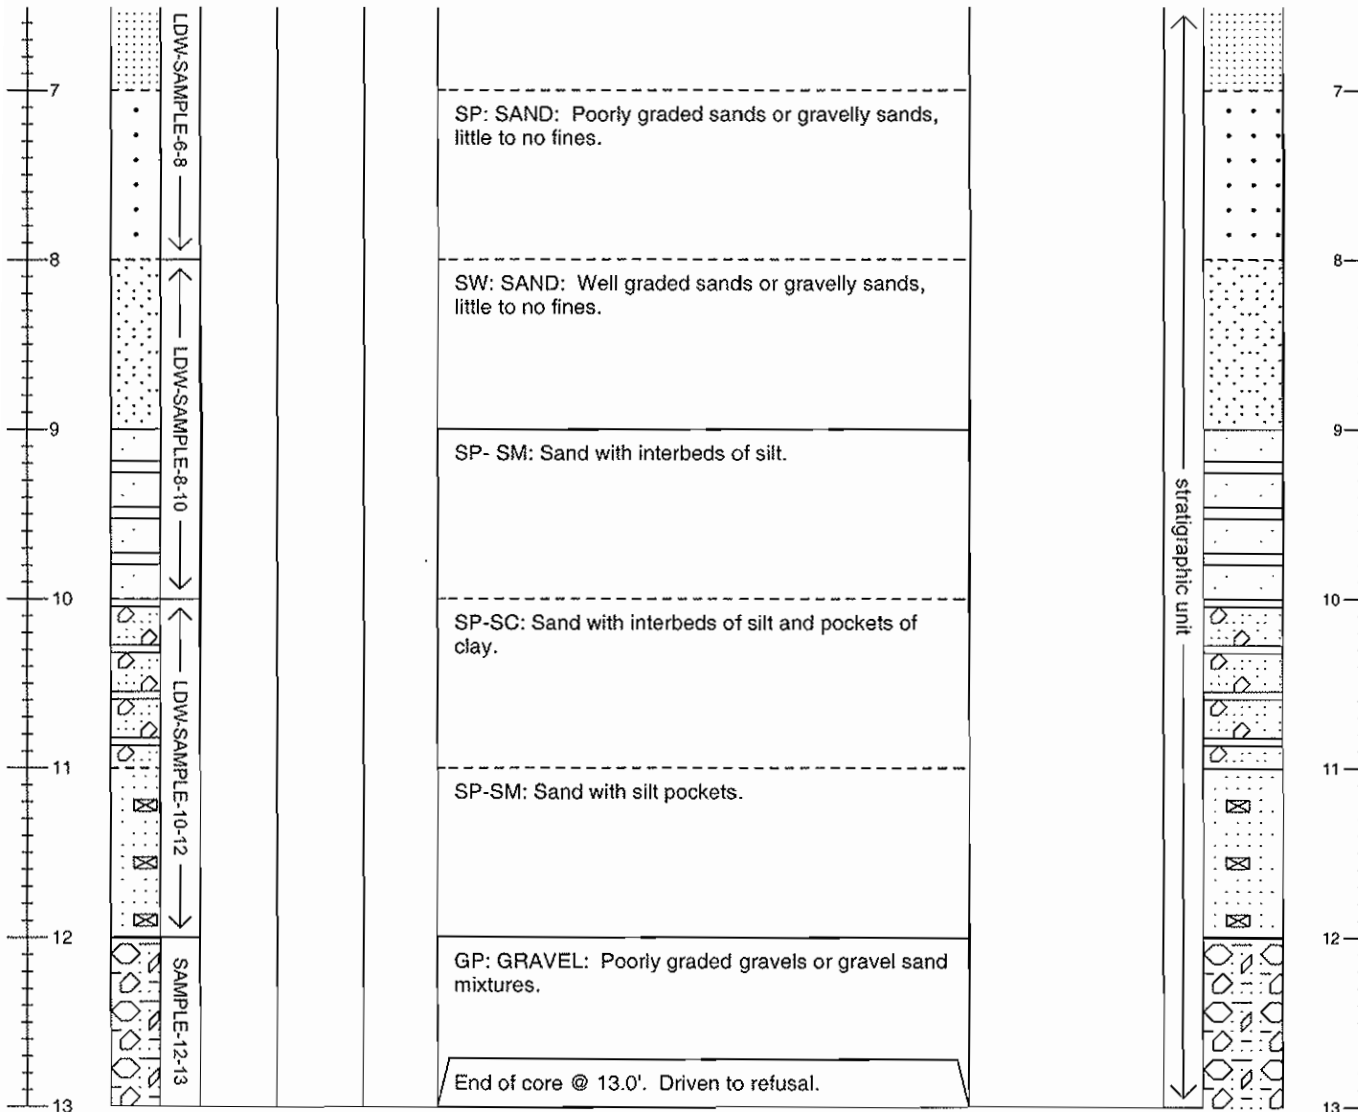 LDW-SAMPLE-6-8
7
7
SP: SAND: Poorly graded sands or gravelly sands,
little to no fines.
8
8
SW: SAND: Well graded sands or gravelly sands,
little to no fines.
LDW-SAMPLE-8-10
9
9
SP- SM: Sand with interbeds of silt.
stratigraphic unit
10
10
SP-SC: Sand with interbeds of silt and pockets of
clay.
LDW-SAMPLE-10-12
11
11
SP-SM: Sand with silt pockets.
12
12
GP: GRAVEL: Poorly graded gravels or gravel sand
mixtures.
SAMPLE-12-13
End of core @ 13.0'. Driven to refusal.
13
13